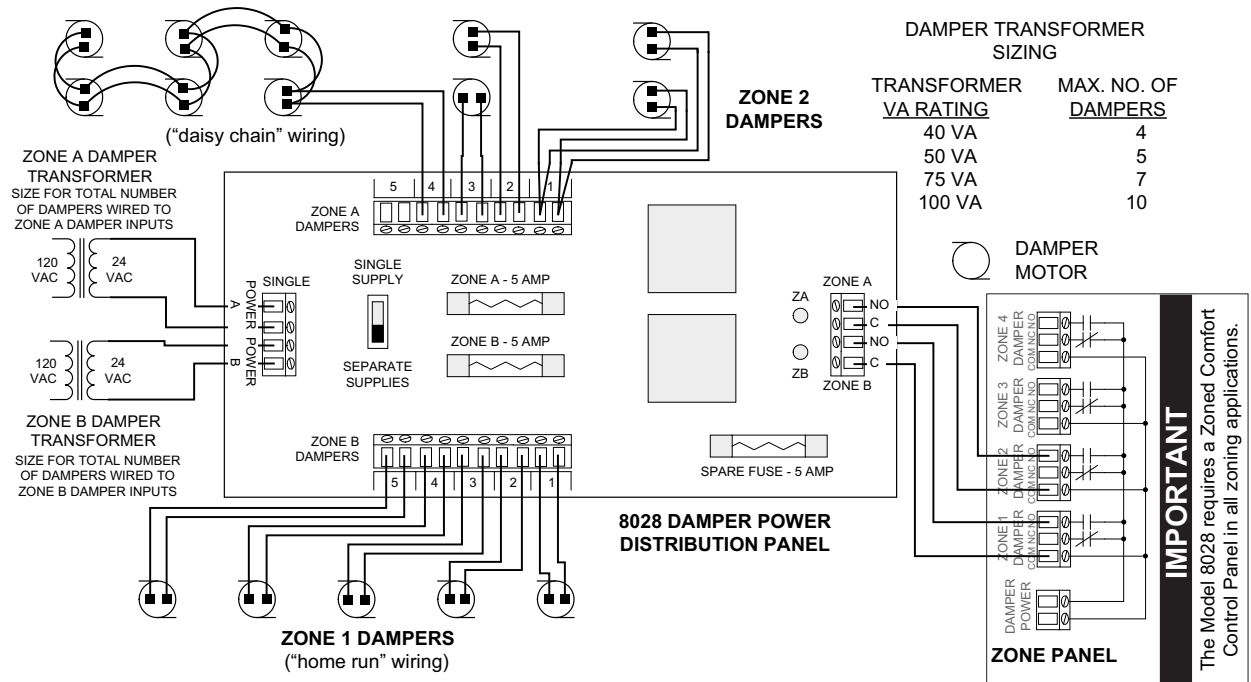 ("daisy chain" wiring)
ZONE 2
DAMPERS
DAMPER TRANSFORMER
SIZING
TRANSFORMER
VA RATING
MAX. NO. OF
DAMPERS
40 VA 4
50 VA 5
75 VA 7
100 VA 10
DAMPER
MOTOR
ZONE A DAMPER
TRANSFORMER
SIZE FOR TOTAL NUMBER
OF DAMPERS WIRED TO
ZONE A DAMPER INPUTS
120
VAC
24
VAC
120
VAC
24
VAC
ZONE B DAMPER
TRANSFORMER
SIZE FOR TOTAL NUMBER
OF DAMPERS WIRED TO
ZONE B DAMPER INPUTS
5 4 3 2 1
ZONE A
DAMPERS
SINGLE
POWER
A
POWER
B
SINGLE
SUPPLY
SEPARATE
SUPPLIES
ZONE A - 5 AMP
ZONE B - 5 AMP
ZONE B
DAMPERS
5 4 3 2 1
ZA
ZB
ZONE A
NO
C
NO
C
ZONE B
SPARE FUSE - 5 AMP
8028 DAMPER POWER
DISTRIBUTION PANEL
ZONE 1 DAMPERS
("home run" wiring)
ZONE 4
DAMPER
COM NC NO
ZONE 3
DAMPER
COM NC NO
ZONE 2
DAMPER
COM NC NO
ZONE 1
DAMPER
COM NC NO
DAMPER
POWER
ZONE PANEL
IMPORTANT
The Model 8028 requires a Zoned Comfort
Control Panel in all zoning applications.